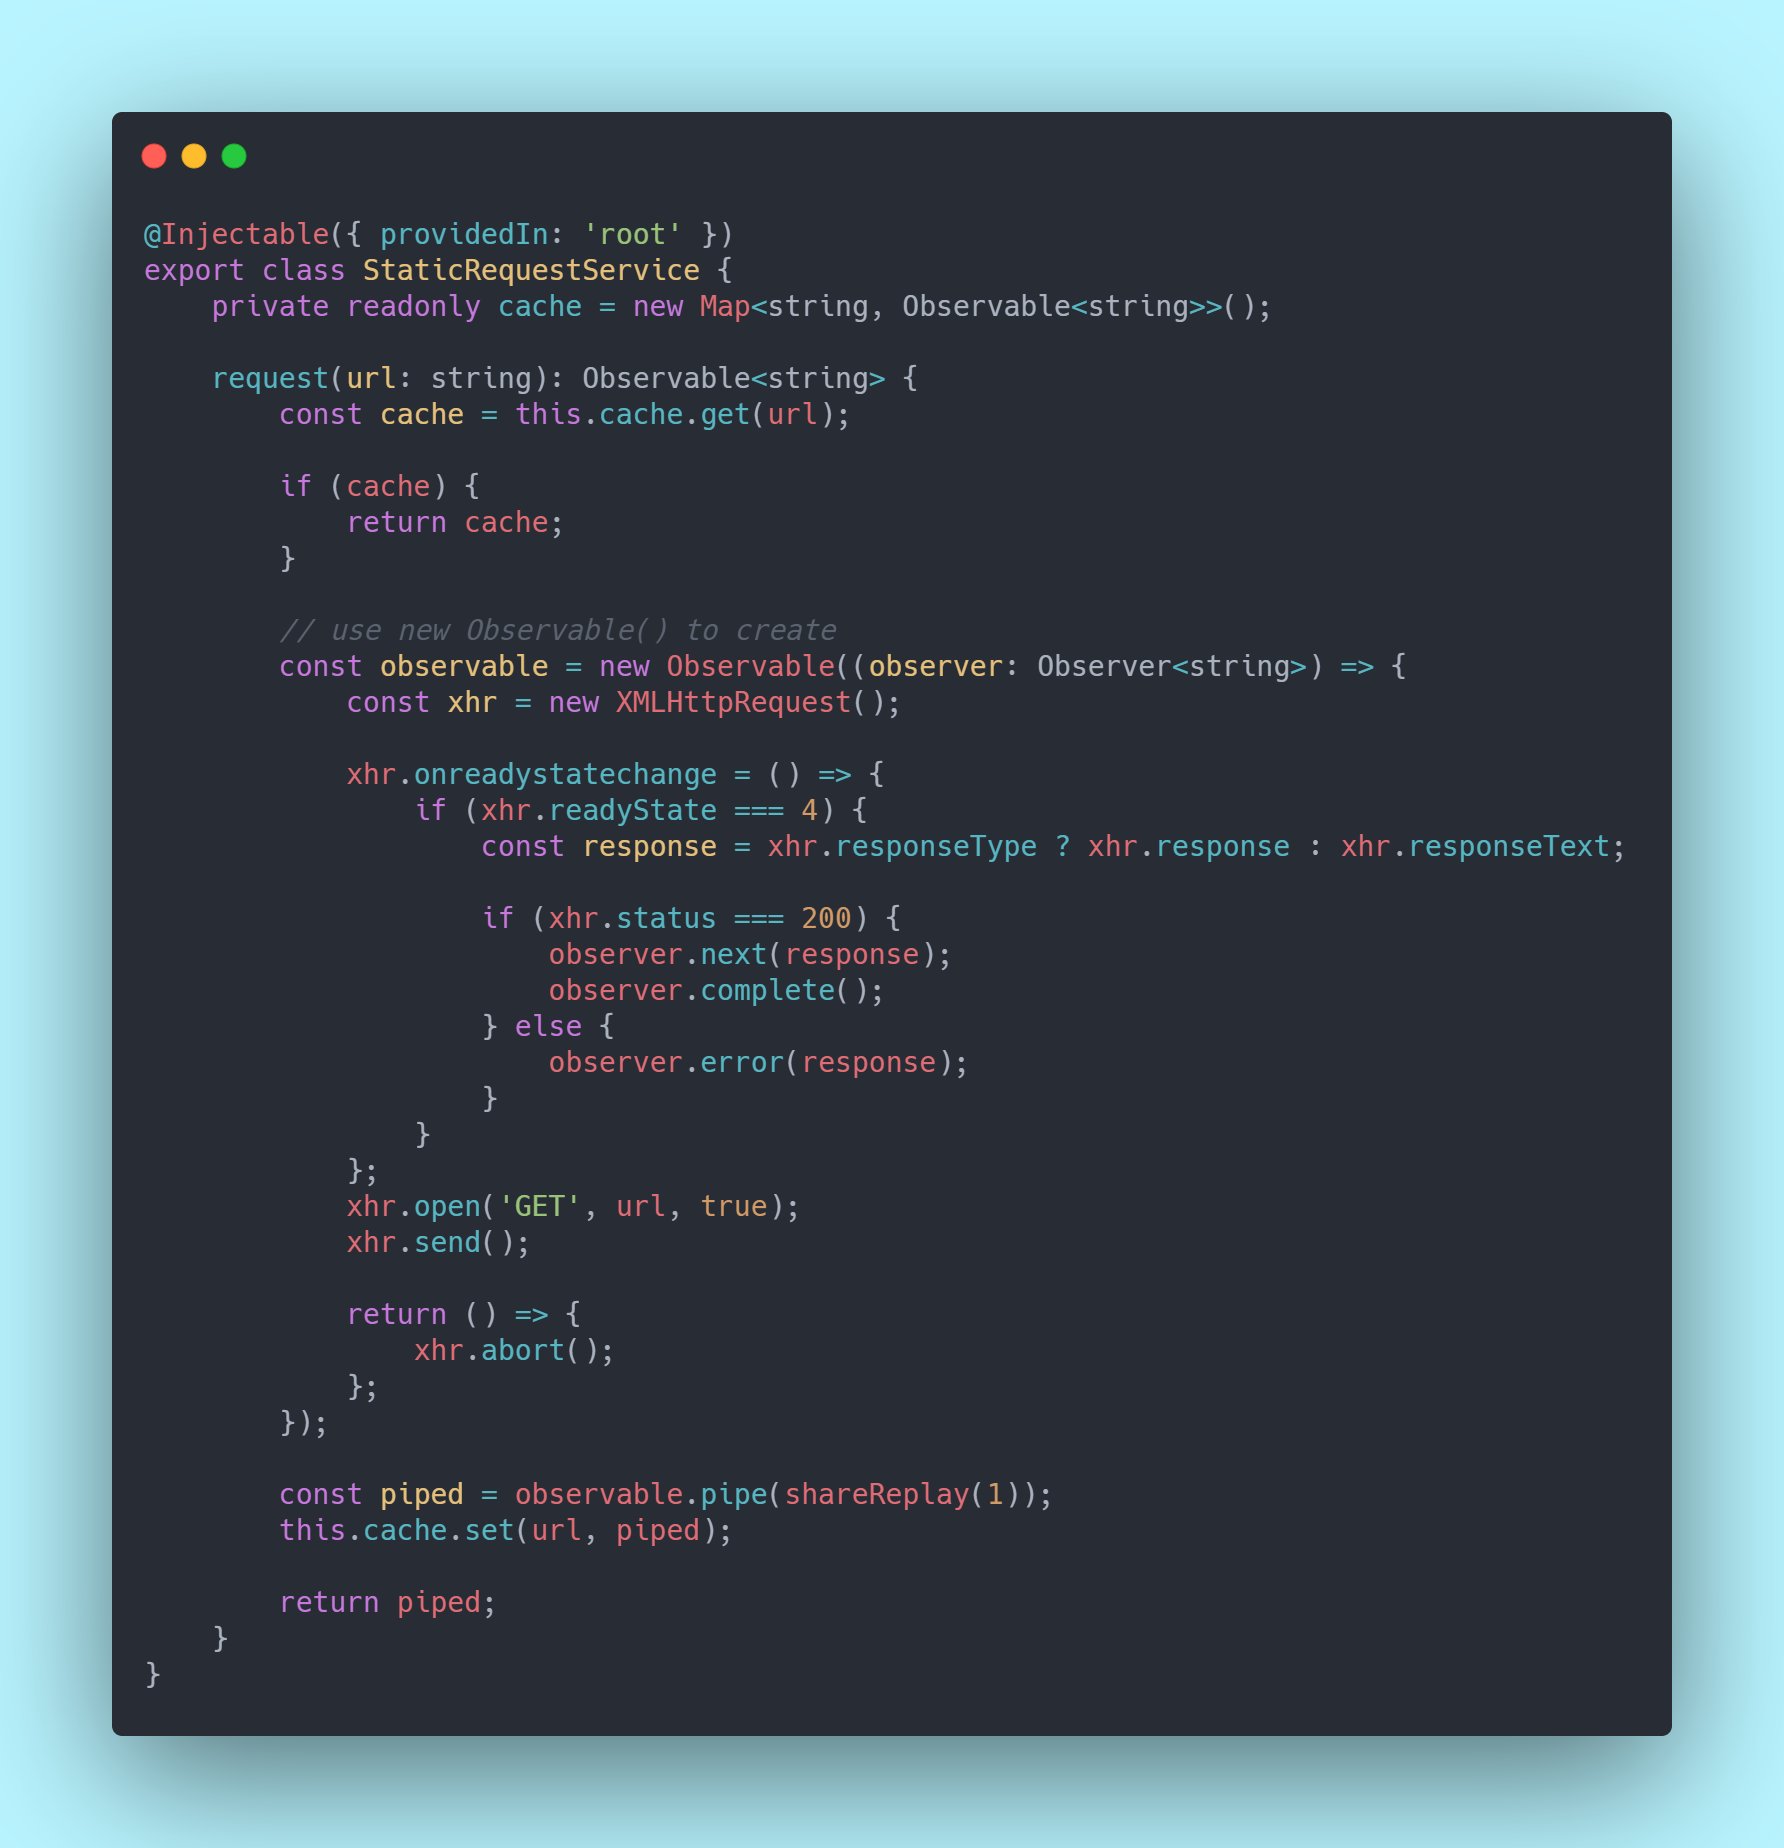 @Injectable({ providedIn: 'root' })
export class StaticRequestService {
    private readonly cache = new Map<string, Observable<string>>();

    request(url: string): Observable<string> {
        const cache = this.cache.get(url);

        if (cache) {
            return cache;
        }

        // use new Observable() to create
        const observable = new Observable((observer: Observer<string>) => {
            const xhr = new XMLHttpRequest();

            xhr.onreadystatechange = () => {
                if (xhr.readyState === 4) {
                    const response = xhr.responseType ? xhr.response : xhr.responseText;

                    if (xhr.status === 200) {
                        observer.next(response);
                        observer.complete();
                    } else {
                        observer.error(response);
                    }
                }
            };
            xhr.open('GET', url, true);
            xhr.send();

            return () => {
                xhr.abort();
            };
        });

        const piped = observable.pipe(shareReplay(1));
        this.cache.set(url, piped);

        return piped;
    }
}